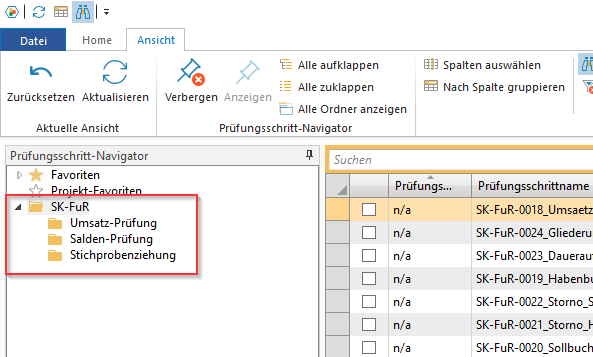 Datei Home Ansicht
Zurücksetzen Aktualisieren
Aktuelle Ansicht
Verbergen Anzeigen
Alle aufklappen
Alle zuklappen
Alle Ordner anzeigen
Prüfungsschritt-Navigator
Spalten auswählen
Nach Spalte gruppieren
Prüfungsschritt-Navigator
Favoriten
Projekt-Favoriten
SK-FuR
Umsatz-Prüfung
Salden-Prüfung
Stichprobenziehung
Suchen
Prüfungs... Prüfungsschrittname
n/a SK-FuR-0018_Umsaetz
n/a SK-FuR-0024_Gliederu
n/a SK-FuR-0023_Dauerau
n/a SK-FuR-0019_Habenbu
n/a SK-FuR-0022_Storno_S
n/a SK-FuR-0021_Storno_H
n/a SK-FuR-0020_Sollbuch